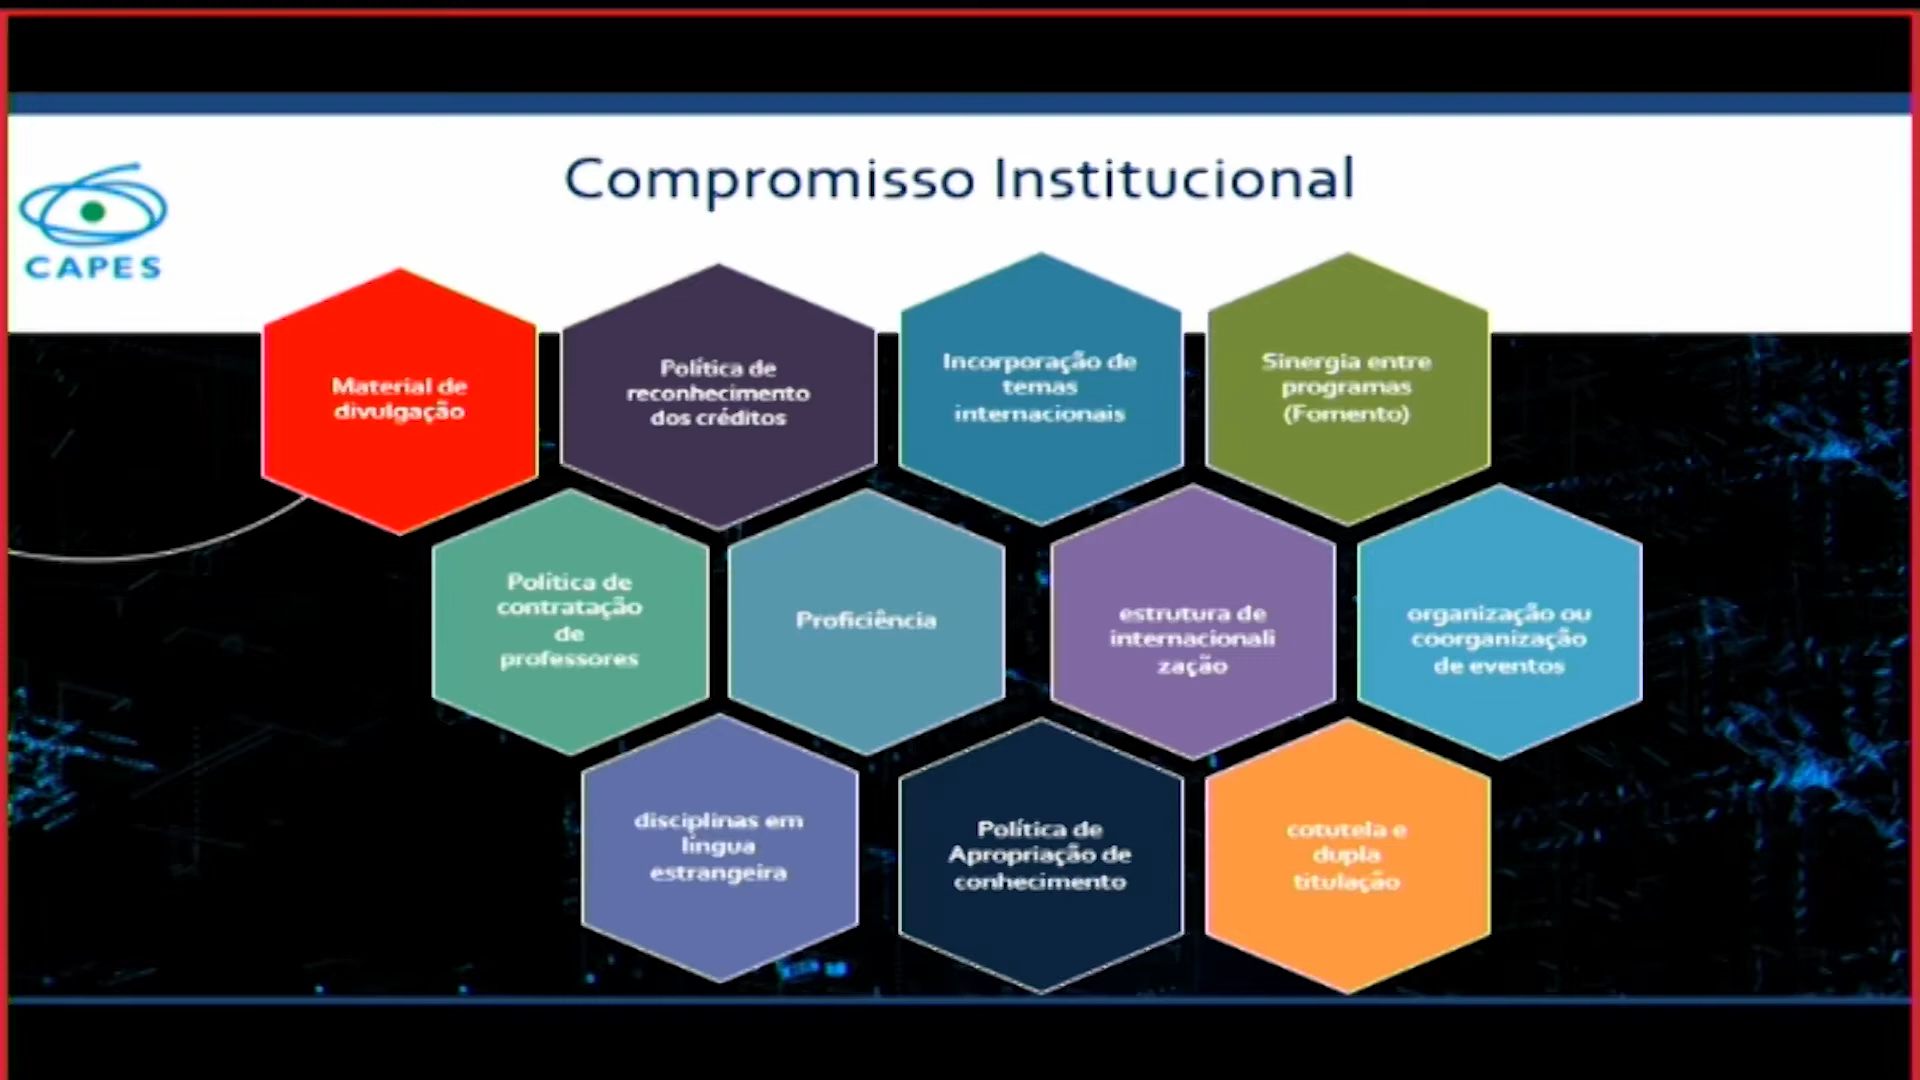 Compromisso Institucional
CAPES
Material de
divulgação
Política de
reconhecimento
dos créditos
Incorporação de
temas
internacionais
Sinergia entre
programas
(Fomento)
Política de
contratação
de
professores
Proficiência
estrutura de
internacionali
zação
organização ou
coorganização
de eventos
disciplinas em
língua
estrangeira
Política de
Apropriação de
conhecimento
cotutela e
dupla
titulação